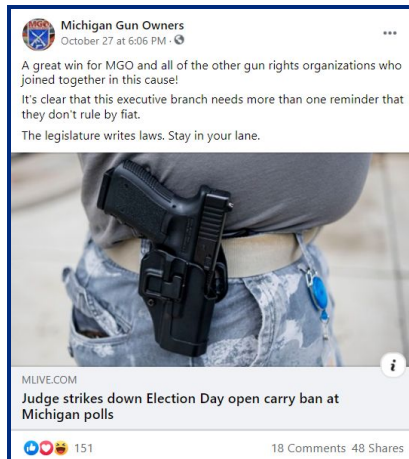 MGO
Michigan Gun Owners
October 27 at 6:06 PM ·
A great win for MGO and all of the other gun rights organizations who
joined together in this cause!
It's clear that this executive branch needs more than one reminder that
they don't rule by fiat.
The legislature writes laws. Stay in your lane.
i
MLIVE.COM
Judge strikes down Election Day open carry ban at
Michigan polls
151
18 Comments 48 Shares